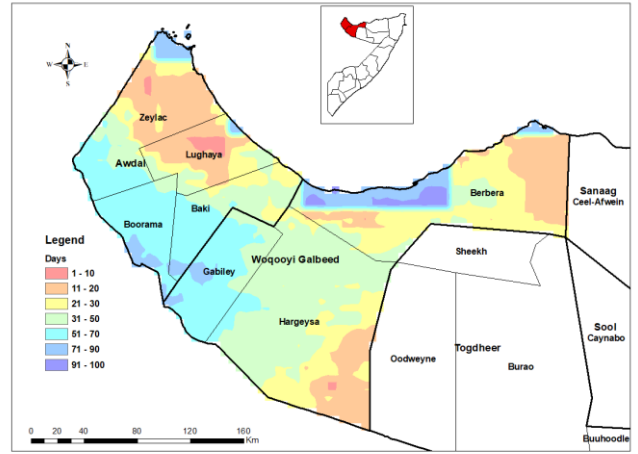 N
W E
S
Zeylac
Lughaya
Awdal
Baki
Boorama
Gabiley
Woqooyi Galbeed
Hargeysa
Berbera
Sanaag
Ceel-Afwein
Sheekh
Oodweyne
Togdheer
Burao
Sool
Caynabo
Buuhoodle
Legend
Days
1 - 10
11 - 20
21 - 30
31 - 50
51 - 70
71 - 90
91 - 100
0 20 40 80 120 160
Km